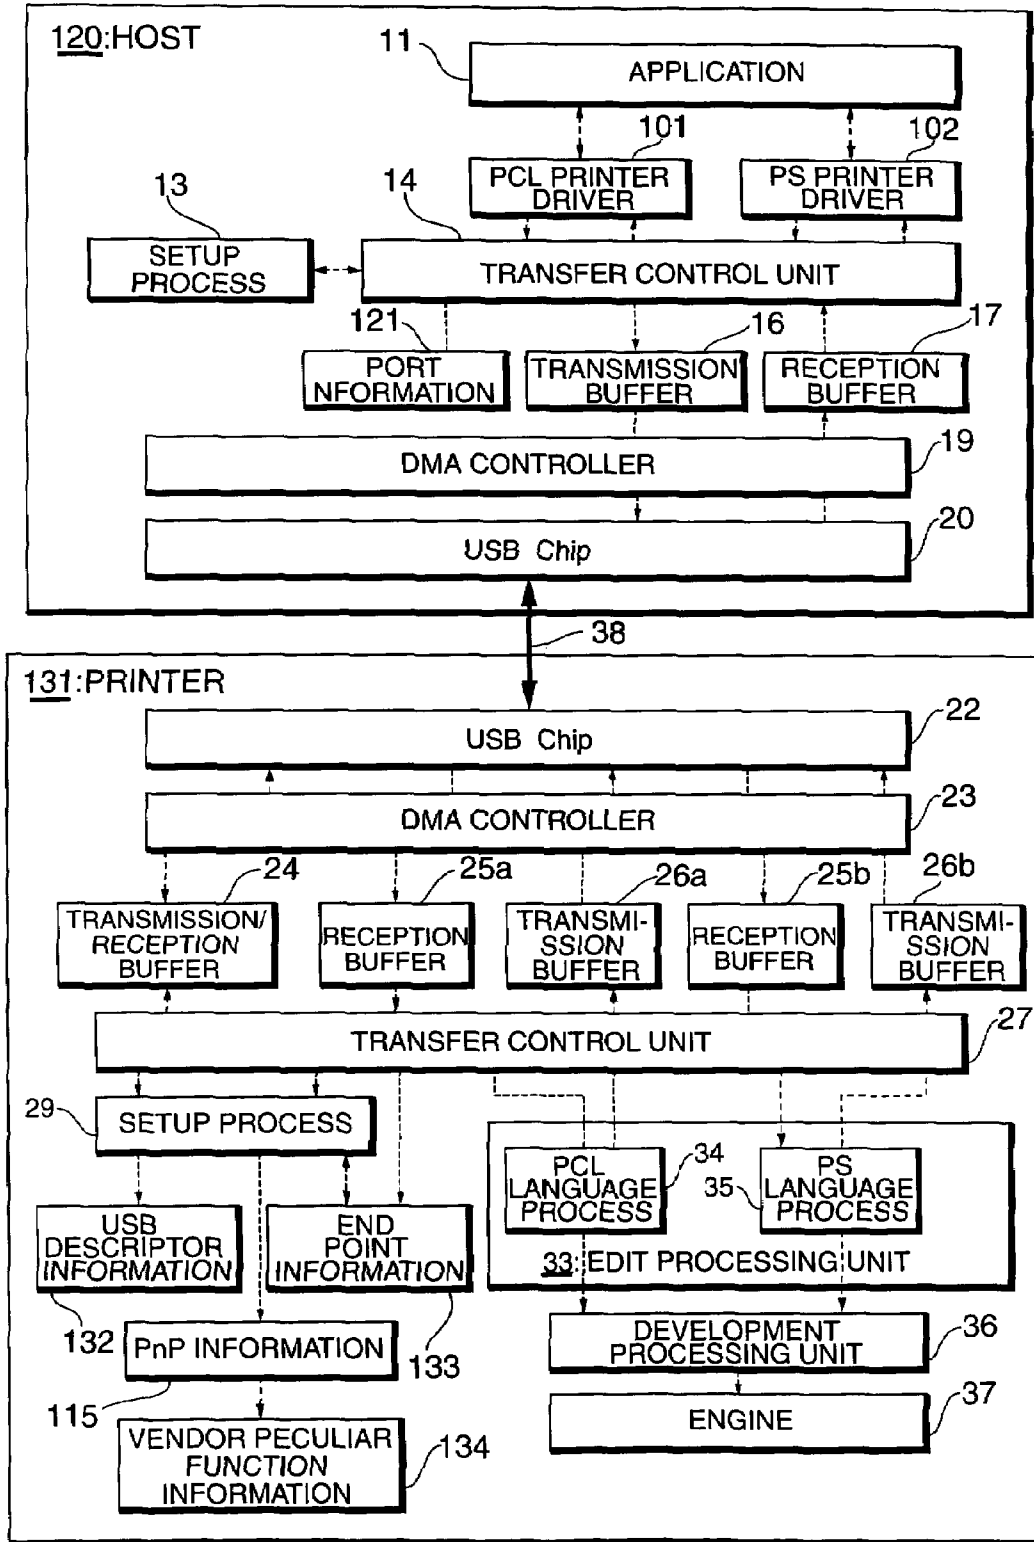 120:HOST
11
APPLICATION
101
102
PCL PRINTER
DRIVER
PS PRINTER
DRIVER
13
14
SETUP
PROCESS
TRANSFER CONTROL UNIT
121
16
17
PORT
NFORMATION
TRANSMISSION
BUFFER
RECEPTION
BUFFER
DMA CONTROLLER
19
USB Chip
20
38
131:PRINTER
USB Chip
22
DMA CONTROLLER
23
24
25a
26a
25b
26b
TRANSMISSION/
RECEPTION
BUFFER
RECEPTION
BUFFER
TRANSMI-
SSION
BUFFER
RECEPTION
BUFFER
TRANSMI-
SSION
BUFFER
TRANSFER CONTROL UNIT
27
29
SETUP PROCESS
PCL
LANGUAGE
PROCESS
34
35
PS
LANGUAGE
PROCESS
33:EDIT PROCESSING UNIT
USB
DESCRIPTOR
INFORMATION
END
POINT
INFORMATION
132
133
PnP INFORMATION
115
DEVELOPMENT
PROCESSING UNIT
36
ENGINE
37
VENDOR PECULIAR
FUNCTION
INFORMATION
134